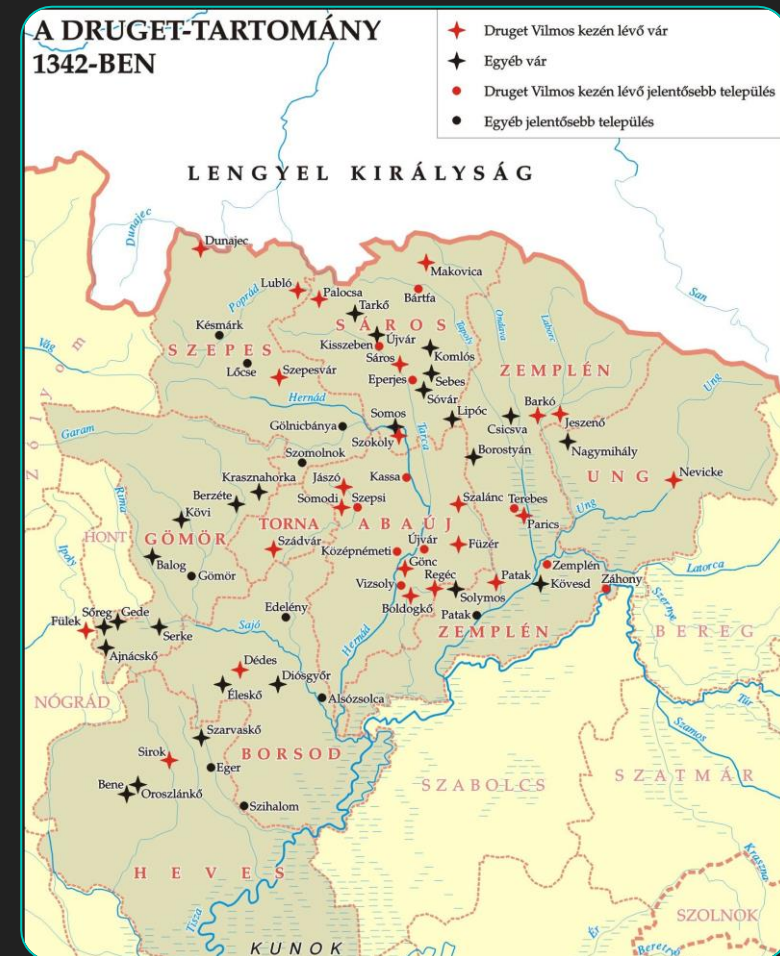 A DRUGET-TARTOMÁNY
1342-BEN
Druget Vilmos kezén lévő vár
Egyéb vár
Druget Vilmos kezén lévő jelentősebb település
Egyéb jelentősebb település
LENGYEL KIRÁLYSÁG
Dunajec
Dunajec
Makovica
Lubló
Palocsa
Bártfa
San
Poprád
Tarkő
Tapoly
Ondava
Laborc
Késmárk
SÁROS
Újvár
Kisszeben
Komlós
Vág
SZEPES
Lőcse
Szepesvár
Sáros
Eperjes
Sebes
Sóvár
ZEMPLÉN
Ung
Zólyom
Hernád
Somos
Lipóc
Barkó
Csicsva
Jeszenő
Garam
Gölnicbánya
Szokoly
Tarca
Nagymihály
Szomolnok
Borostyán
Krasznahorka
Jászó
Kassa
UNG
Nevicke
Rima
Berzéte
Somodi
Szepsi
Szalánc
Terebes
Ung
Kövi
Parics
HONT
GÖMÖR
TORNA
ABAÚJ
Szádvár
Középnémeti
Újvár
Füzér
Ipoly
Balog
Gönc
Zemplén
Latorca
Gömör
Vizsoly
Regéc
Patak
Kövesd
Záhony
Boldogkő
Solymos
Szernye
Sőreg
Gede
Edelény
Patak
Fülek
Serke
Sajó
Hernád
ZEMPLÉN
BEREG
Ajnácskő
Dédes
Diósgyőr
Éleskő
Alsózsolca
NÓGRÁD
Túr
Szarvaskő
Szamos
Sirok
BORSOD
Eger
Bene
Oroszlánkő
SZABOLCS
SZATMÁR
Szihalom
HEVES
Kraszna
Tisza
SZOLNOK
KUNOK
Ér
Berettyó